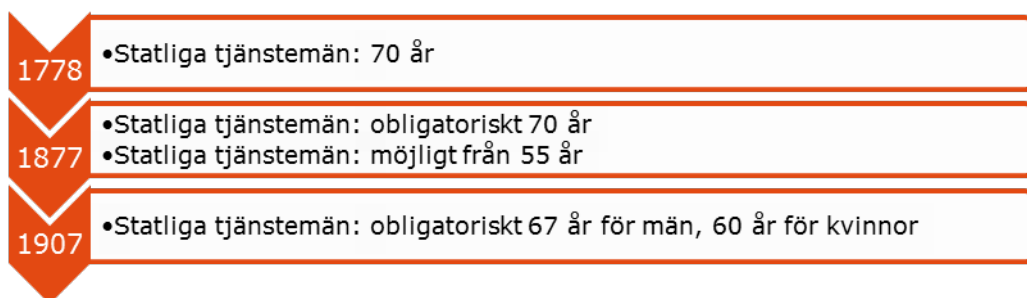 1778
•Statliga tjänstemän: 70 år
1877
•Statliga tjänstemän: obligatoriskt 70 år
•Statliga tjänstemän: möjligt från 55 år
1907
•Statliga tjänstemän: obligatoriskt 67 år för män, 60 år för kvinnor